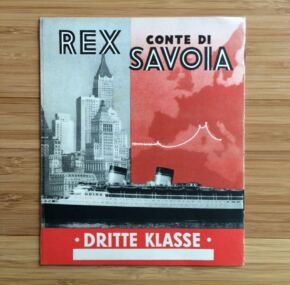 REX
CONTE DI
SAVOIA
· DRITTE KLASSE ·